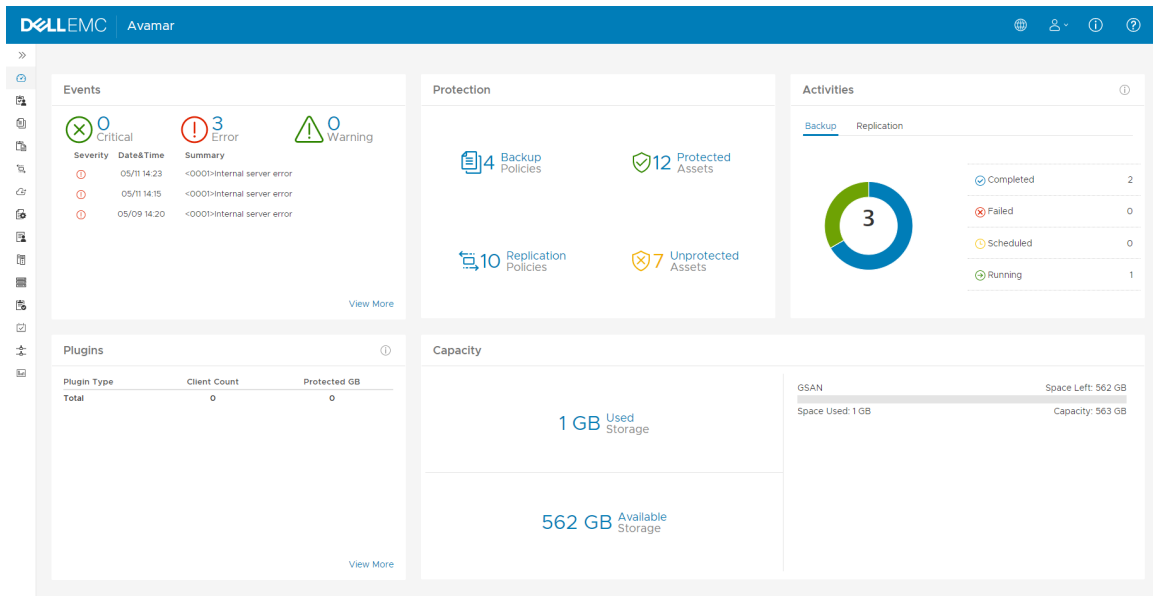 DELLEMC Avamar
Events
0 Critical
3 Error
0 Warning
Severity Date&Time Summary
05/11 14:23 <0001>Internal server error
05/11 14:15 <0001>Internal server error
05/09 14:20 <0001>Internal server error
View More
Protection
4 Backup Policies
12 Protected Assets
10 Replication Policies
7 Unprotected Assets
Activities
Backup Replication
3
Completed 2
Failed 0
Scheduled 0
Running 1
Plugins
Plugin Type Client Count Protected GB
Total 0 0
View More
Capacity
1 GB Used Storage
562 GB Available Storage
GSAN Space Left: 562 GB
Space Used: 1 GB Capacity: 563 GB